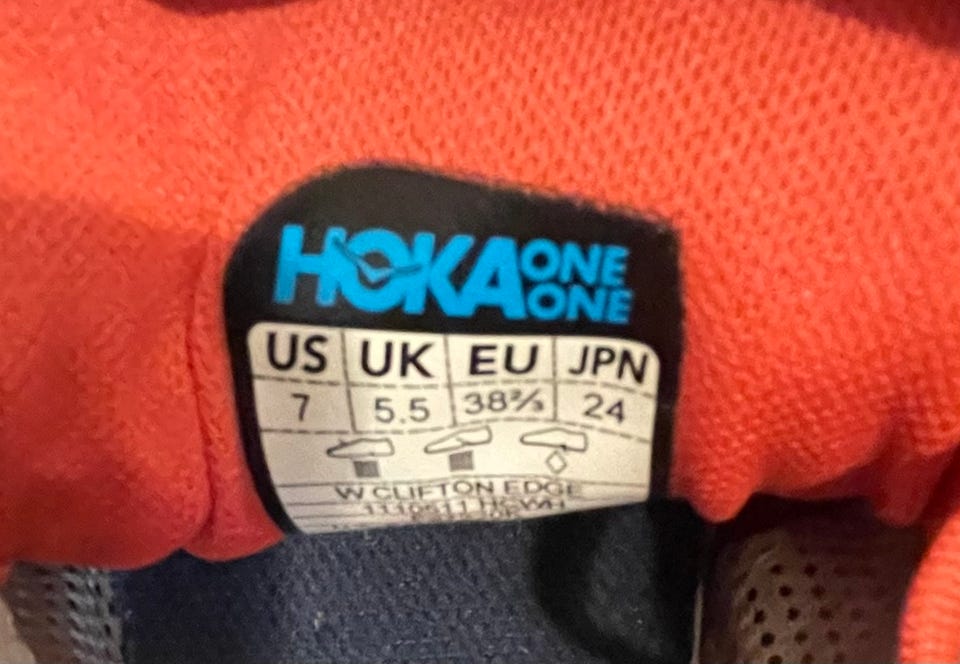 HOKA ONE ONE
US UK EU JPN
7 5.5 38⅔ 24
W CLIFTON EDGE